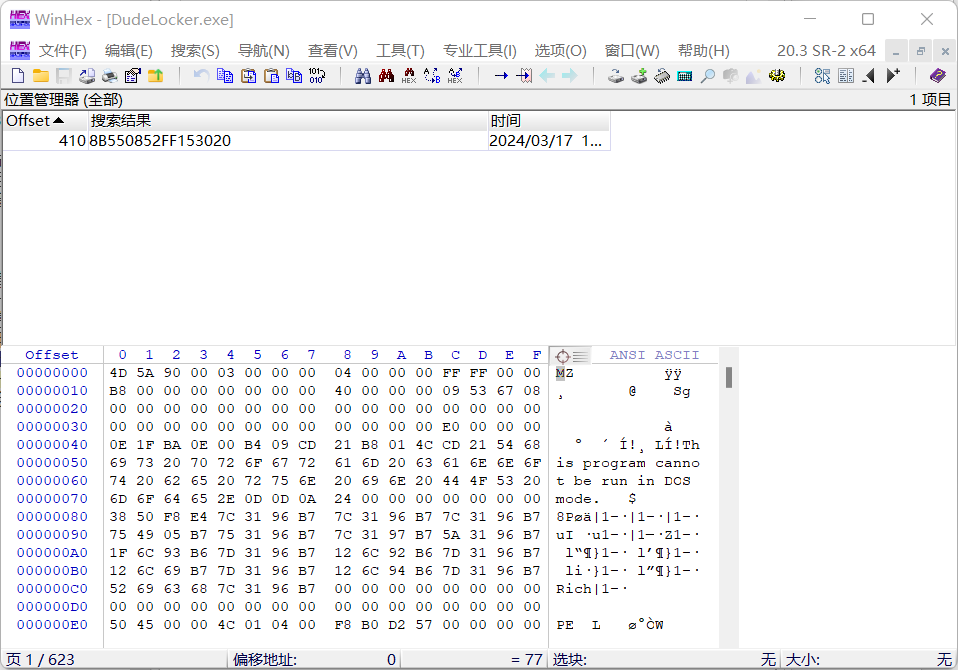 WinHex - [DudeLocker.exe]
文件(F) 编辑(E) 搜索(S) 导航(N) 查看(V) 工具(T) 专业工具(I) 选项(O) 窗口(W) 帮助(H) 20.3 SR-2 x64
位置管理器 (全部) 1 项目
Offset 搜索结果 时间
410 8B550852FF153020 2024/03/17 1...
Offset 0 1 2 3 4 5 6 7 8 9 A B C D E F ANSI ASCII
00000000 4D 5A 90 00 03 00 00 00 04 00 00 00 FF FF 00 00 MZ ÿÿ
00000010 B8 00 00 00 00 00 00 00 40 00 00 00 09 53 67 08 ¸ @ Sg
00000020 00 00 00 00 00 00 00 00 00 00 00 00 00 00 00 00
00000030 00 00 00 00 00 00 00 00 00 00 00 00 E0 00 00 00 à
00000040 0E 1F BA 0E 00 B4 09 CD 21 B8 01 4C CD 21 54 68 º ´ Í!¸ LÍ!Th
00000050 69 73 20 70 72 6F 67 72 61 6D 20 63 61 6E 6E 6F is program canno
00000060 74 20 62 65 20 72 75 6E 20 69 6E 20 44 4F 53 20 t be run in DOS
00000070 6D 6F 64 65 2E 0D 0D 0A 24 00 00 00 00 00 00 00 mode. $
00000080 38 50 F8 E4 7C 31 96 B7 7C 31 96 B7 7C 31 96 B7 8Pøä|1–·|1–·|1–·
00000090 75 49 05 B7 75 31 96 B7 7C 31 97 B7 5A 31 96 B7 uI ·u1–·|1—·Z1–·
000000A0 1F 6C 93 B6 7D 31 96 B7 12 6C 92 B6 7D 31 96 B7 l“¶}1–· l’¶}1–·
000000B0 12 6C 69 B7 7D 31 96 B7 12 6C 94 B6 7D 31 96 B7 li·}1–· l”¶}1–·
000000C0 52 69 63 68 7C 31 96 B7 00 00 00 00 00 00 00 00 Rich|1–·
000000D0 00 00 00 00 00 00 00 00 00 00 00 00 00 00 00 00
000000E0 50 45 00 00 4C 01 04 00 F8 B0 D2 57 00 00 00 00 PE L ø°ÒW
页 1 / 623 偏移地址: 0 = 77 选块: 无 大小: 无